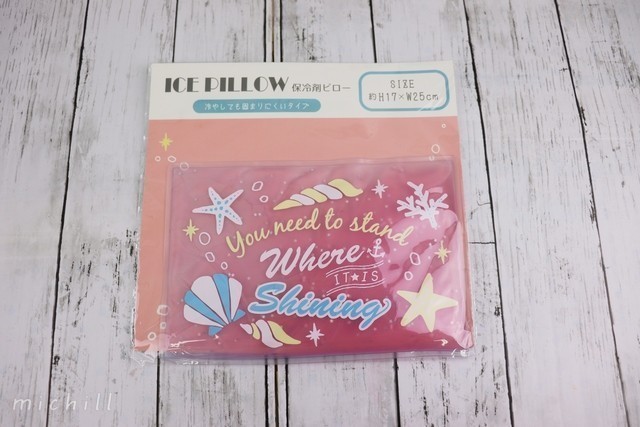 ICE PILLOW 保冷剤ピロー
冷やしても固まりにくいタイプ
SIZE
約H17×W25cm
You need to stand
Where
IT★IS
Shining
michill